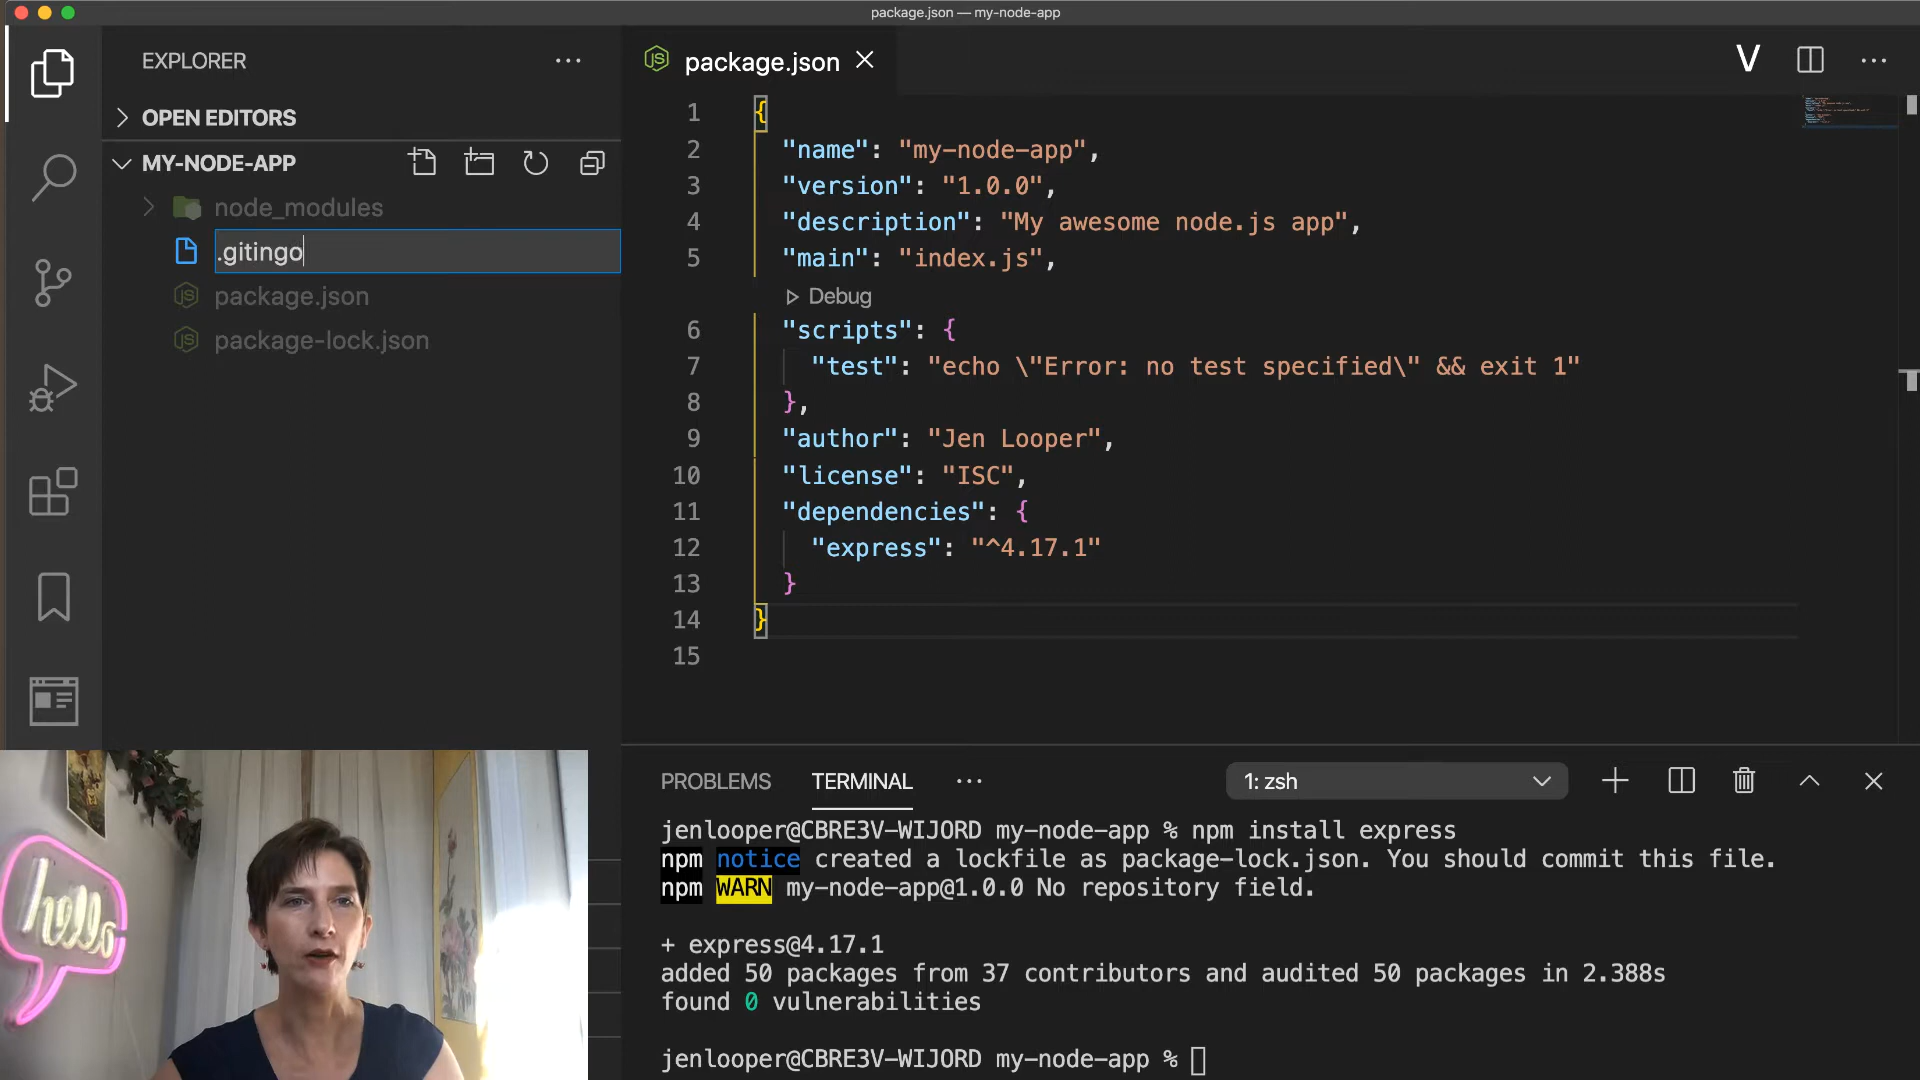 package.json — my-node-app
EXPLORER
OPEN EDITORS
MY-NODE-APP
node_modules
.gitingo
package.json
package-lock.json
package.json
V
1 {
2 "name": "my-node-app",
3 "version": "1.0.0",
4 "description": "My awesome node.js app",
5 "main": "index.js",
Debug
6 "scripts": {
7 "test": "echo \"Error: no test specified\" && exit 1"
8 },
9 "author": "Jen Looper",
10 "license": "ISC",
11 "dependencies": {
12 "express": "^4.17.1"
13 }
14 }
15
PROBLEMS TERMINAL 1: zsh
jenlooper@CBRE3V-WIJORD my-node-app % npm install express
npm notice created a lockfile as package-lock.json. You should commit this file.
npm WARN my-node-app@1.0.0 No repository field.
+ express@4.17.1
added 50 packages from 37 contributors and audited 50 packages in 2.388s
found 0 vulnerabilities
jenlooper@CBRE3V-WIJORD my-node-app %
hello